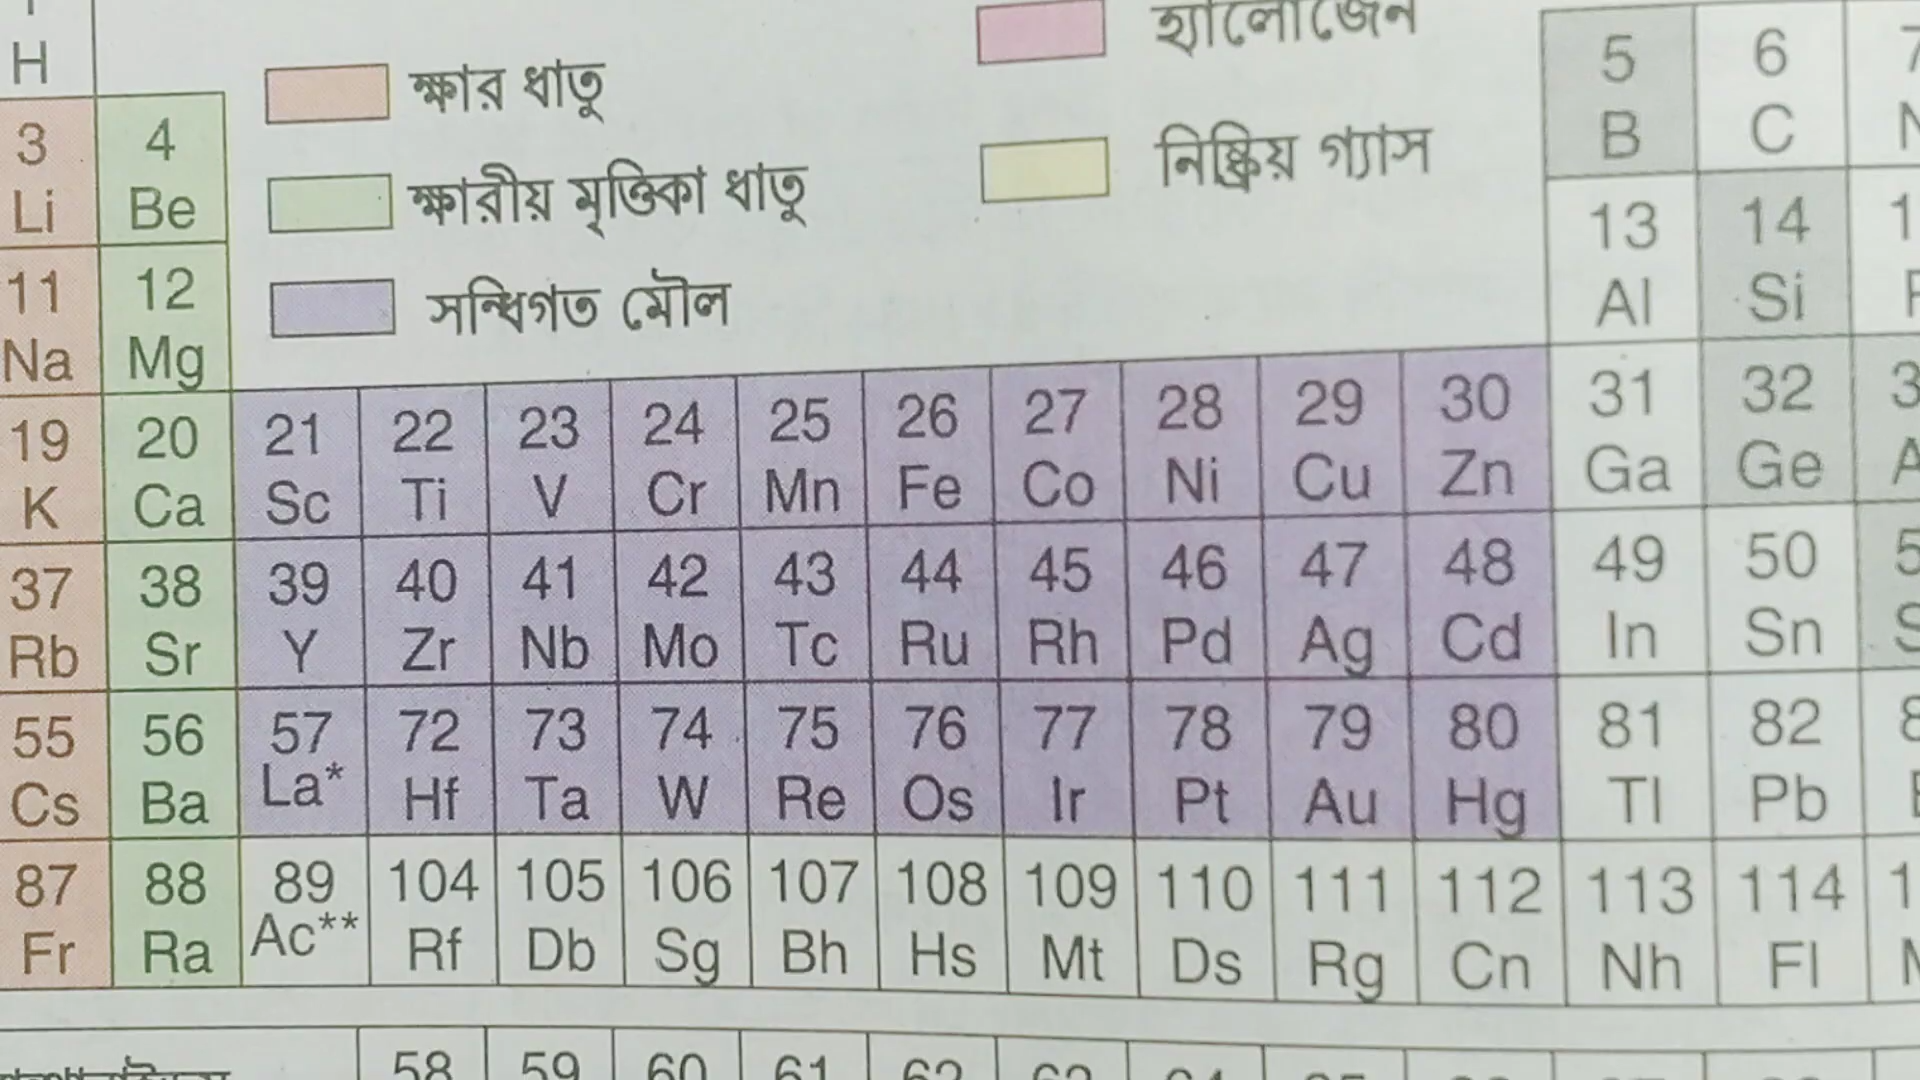 H
হ্যালোজেন
5 6
ক্ষার ধাতু
B C
3 4
নিষ্ক্রিয় গ্যাস
Li Be
ক্ষারীয় মৃত্তিকা ধাতু
13 14
11 12
সন্ধিগত মৌল
Al Si
Na Mg
19 20 21 22 23 24 25 26 27 28 29 30 31 32
K Ca Sc Ti V Cr Mn Fe Co Ni Cu Zn Ga Ge
37 38 39 40 41 42 43 44 45 46 47 48 49 50
Rb Sr Y Zr Nb Mo Tc Ru Rh Pd Ag Cd In Sn
55 56 57 72 73 74 75 76 77 78 79 80 81 82
Cs Ba La* Hf Ta W Re Os Ir Pt Au Hg Tl Pb
87 88 89 104 105 106 107 108 109 110 111 112 113 114
Fr Ra Ac** Rf Db Sg Bh Hs Mt Ds Rg Cn Nh Fl
58 59 60 61 62 63